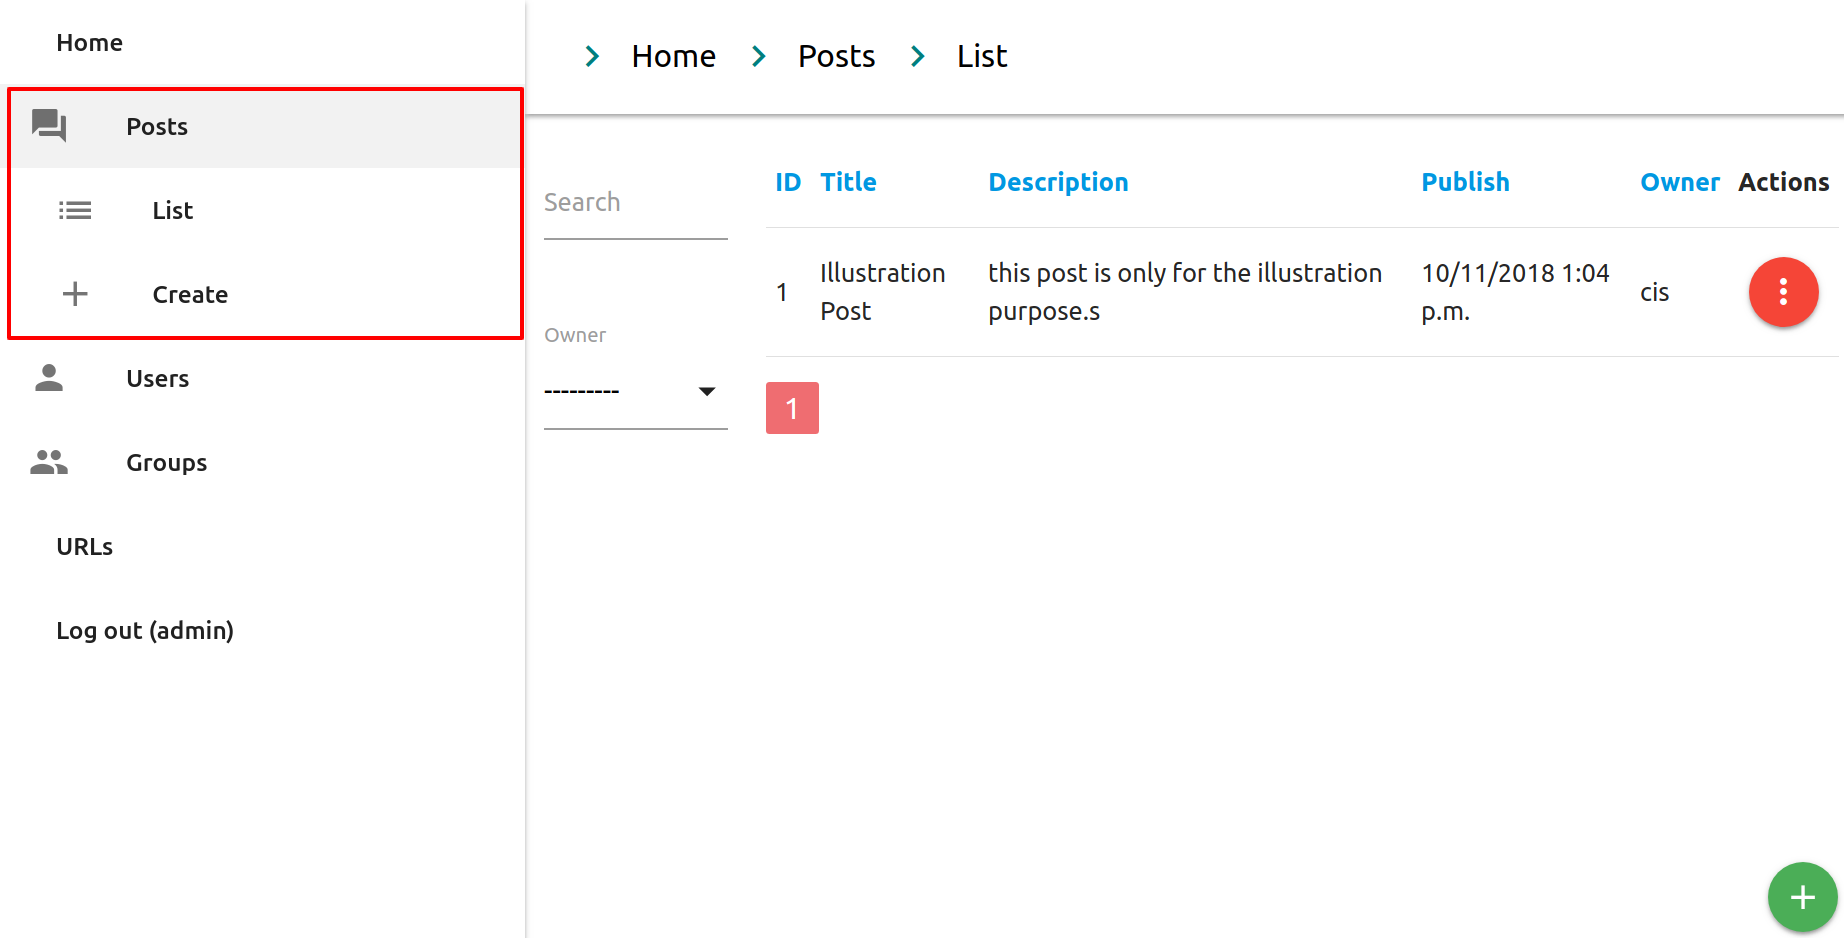 Home
Posts
List
Create
Users
Groups
URLs
Log out (admin)
Home Posts List
Search
Owner
---------
ID Title Description Publish Owner Actions
1 Illustration Post this post is only for the illustration purpose.s 10/11/2018 1:04 p.m. cis
1